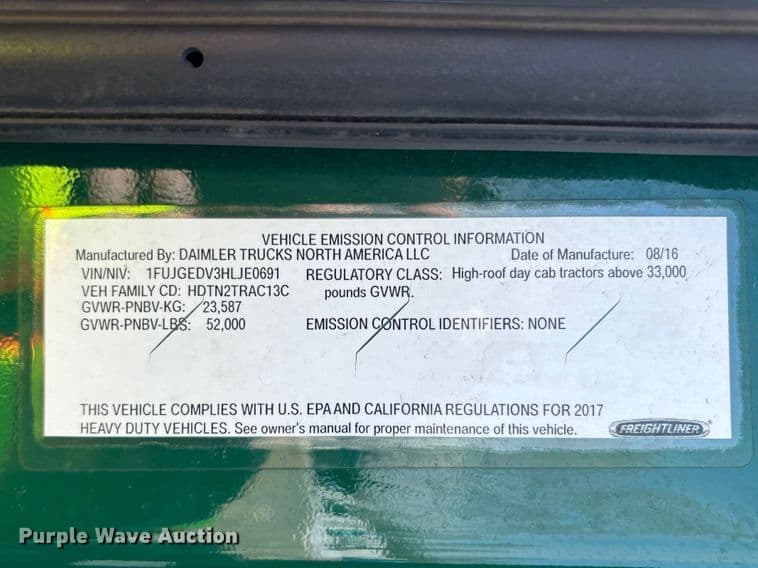 VEHICLE EMISSION CONTROL INFORMATION
Manufactured By: DAIMLER TRUCKS NORTH AMERICA LLC Date of Manufacture: 08/16
VIN/NIV: 1FUJGEDV3HLJE0691 REGULATORY CLASS: High-roof day cab tractors above 33,000
VEH FAMILY CD: HDTN2TRAC13C pounds GVWR.
GVWR-PNBV-KG: 23,587
GVWR-PNBV-LBS: 52,000 EMISSION CONTROL IDENTIFIERS: NONE
THIS VEHICLE COMPLIES WITH U.S. EPA AND CALIFORNIA REGULATIONS FOR 2017
HEAVY DUTY VEHICLES. See owner's manual for proper maintenance of this vehicle. FREIGHTLINER
Purple Wave Auction